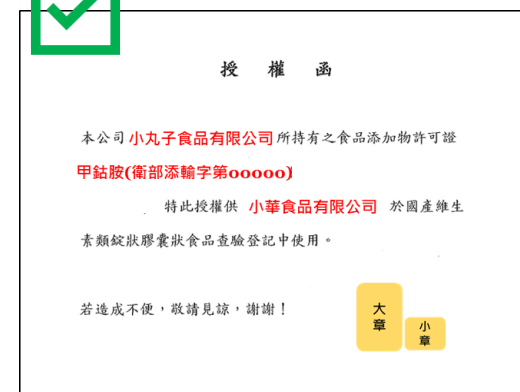 授 權 函
本公司小丸子食品有限公司所持有之食品添加物許可證
甲鈷胺(衛部添輸字第ooooo)
特此授權供 小華食品有限公司 於國產維生
素類錠狀膠囊狀食品查驗登記中使用。
若造成不便，敬請見諒，謝謝！
大章
小章